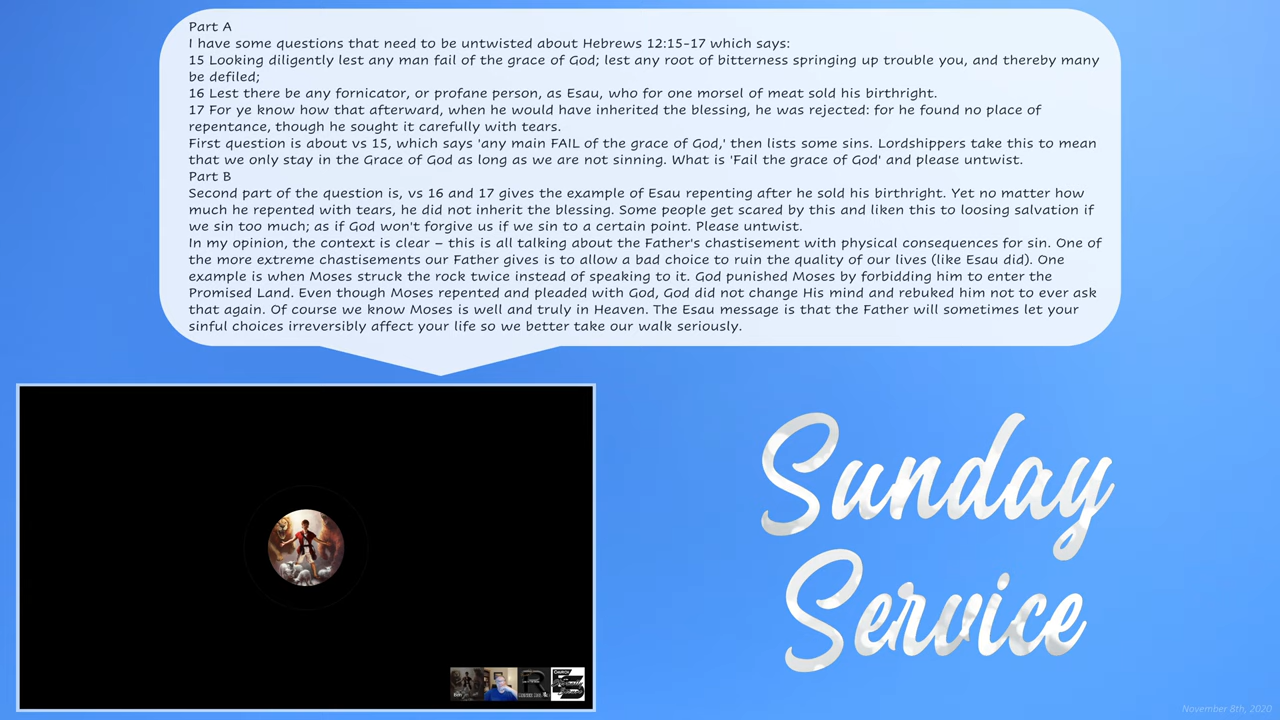 Part A
I have some questions that need to be untwisted about Hebrews 12:15-17 which says:
15 Looking diligently lest any man fail of the grace of God; lest any root of bitterness springing up trouble you, and thereby many
be defiled;
16 Lest there be any fornicator, or profane person, as Esau, who for one morsel of meat sold his birthright.
17 For ye know how that afterward, when he would have inherited the blessing, he was rejected: for he found no place of
repentance, though he sought it carefully with tears.
First question is about vs 15, which says 'any main FAIL of the grace of God,' then lists some sins. Lordshippers take this to mean
that we only stay in the Grace of God as long as we are not sinning. What is 'Fail the grace of God' and please untwist.
Part B
Second part of the question is, vs 16 and 17 gives the example of Esau repenting after he sold his birthright. Yet no matter how
much he repented with tears, he did not inherit the blessing. Some people get scared by this and liken this to loosing salvation if
we sin too much; as if God won't forgive us if we sin to a certain point. Please untwist.
In my opinion, the context is clear – this is all talking about the Father's chastisement with physical consequences for sin. One of
the more extreme chastisements our Father gives is to allow a bad choice to ruin the quality of our lives (like Esau did). One
example is when Moses struck the rock twice instead of speaking to it. God punished Moses by forbidding him to enter the
Promised Land. Even though Moses repented and pleaded with God, God did not change His mind and rebuked him not to ever ask
that again. Of course we know Moses is well and truly in Heaven. The Esau message is that the Father will sometimes let your
sinful choices irreversibly affect your life so we better take our walk seriously.
Sunday
Service
November 8th, 2020